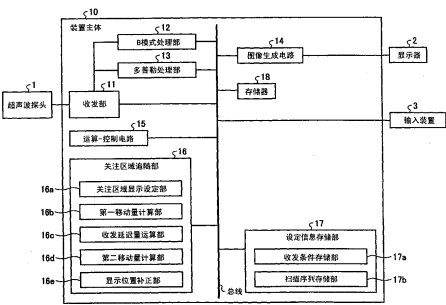 10
装置主体
12
B模式处理部
13
多普勒处理部
11
收发部
1
超声波探头
14
图像生成电路
2
显示器
18
存储器
3
输入装置
15
运算-控制电路
16
关注区域追随部
16a
关注区域显示设定部
16b
第一移动量计算部
16c
收发延迟量运算部
16d
第二移动量计算部
16e
显示位置补正部
17
设定信息存储部
收发条件存储部
17a
扫描序列存储部
17b
总线